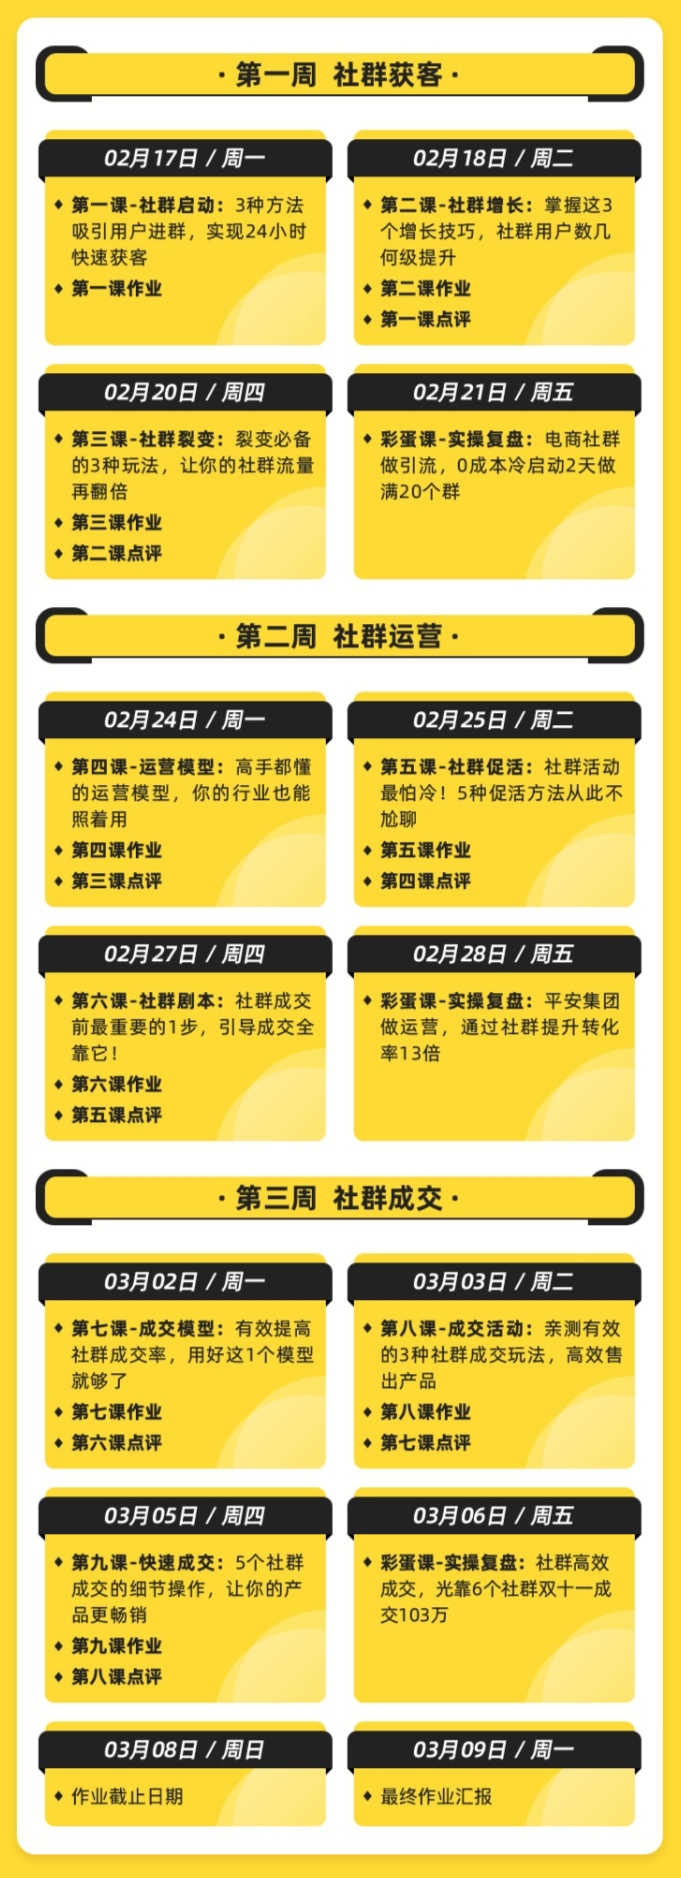 ·第一周 社群获客·
02月17日 / 周一
♦ 第一课-社群启动：3种方法
吸引用户进群，实现24小时
快速获客
♦ 第一课作业
02月18日 / 周二
♦ 第二课-社群增长：掌握这3
个增长技巧，社群用户数几
何级提升
♦ 第二课作业
♦ 第一课点评
02月20日 / 周四
♦ 第三课-社群裂变：裂变必备
的3种玩法，让你的社群流量
再翻倍
♦ 第三课作业
♦ 第二课点评
02月21日 / 周五
♦ 彩蛋课-实操复盘：电商社群
做引流，0成本冷启动2天做
满20个群
·第二周 社群运营·
02月24日 / 周一
♦ 第四课-运营模型：高手都懂
的运营模型，你的行业也能
照着用
♦ 第四课作业
♦ 第三课点评
02月25日 / 周二
♦ 第五课-社群促活：社群活动
最怕冷！5种促活方法从此不
尬聊
♦ 第五课作业
♦ 第四课点评
02月27日 / 周四
♦ 第六课-社群剧本：社群成交
前最重要的1步，引导成交全
靠它！
♦ 第六课作业
♦ 第五课点评
02月28日 / 周五
♦ 彩蛋课-实操复盘：平安集团
做运营，通过社群提升转化
率13倍
·第三周 社群成交·
03月02日 / 周一
♦ 第七课-成交模型：有效提高
社群成交率，用好这1个模型
就够了
♦ 第七课作业
♦ 第六课点评
03月03日 / 周二
♦ 第八课-成交活动：亲测有效
的3种社群成交玩法，高效售
出产品
♦ 第八课作业
♦ 第七课点评
03月05日 / 周四
♦ 第九课-快速成交：5个社群
成交的细节操作，让你的产
品更畅销
♦ 第九课作业
♦ 第八课点评
03月06日 / 周五
♦ 彩蛋课-实操复盘：社群高效
成交，光靠6个社群双十一成
交103万
03月08日 / 周日
♦ 作业截止日期
03月09日 / 周一
♦ 最终作业汇报